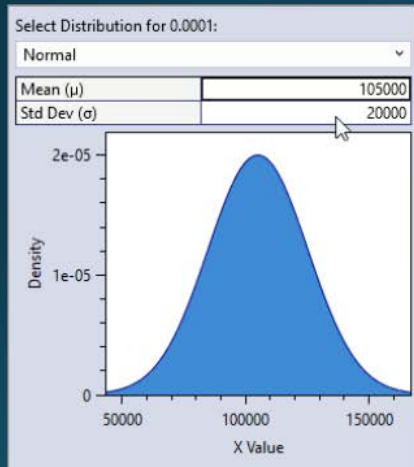 Select Distribution for 0.0001:
Normal
Mean (μ) 105000
Std Dev (σ) 20000
2e-05
1e-05
0
Density
50000 100000 150000
X Value